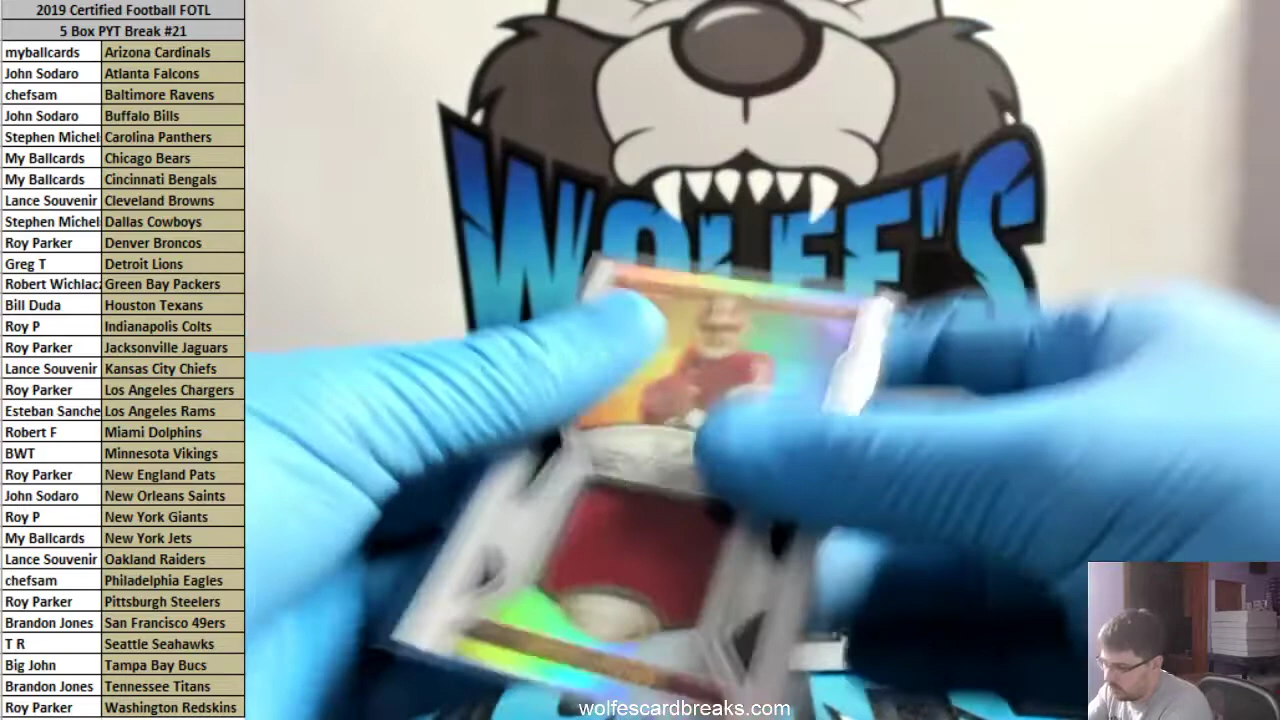 2019 Certified Football FOTL
5 Box PYT Break #21
myballcards Arizona Cardinals
John Sodaro Atlanta Falcons
chefsam Baltimore Ravens
John Sodaro Buffalo Bills
Stephen Michel Carolina Panthers
My Ballcards Chicago Bears
My Ballcards Cincinnati Bengals
Lance Souvenir Cleveland Browns
Stephen Michel Dallas Cowboys
Roy Parker Denver Broncos
Greg T Detroit Lions
Robert Wichlacz Green Bay Packers
Bill Duda Houston Texans
Roy P Indianapolis Colts
Roy Parker Jacksonville Jaguars
Lance Souvenir Kansas City Chiefs
Roy Parker Los Angeles Chargers
Esteban Sanche Los Angeles Rams
Robert F Miami Dolphins
BWT Minnesota Vikings
Roy Parker New England Pats
John Sodaro New Orleans Saints
Roy P New York Giants
My Ballcards New York Jets
Lance Souvenir Oakland Raiders
chefsam Philadelphia Eagles
Roy Parker Pittsburgh Steelers
Brandon Jones San Francisco 49ers
T R Seattle Seahawks
Big John Tampa Bay Bucs
Brandon Jones Tennessee Titans
Roy Parker Washington Redskins
WOLFE'S
wolfescardbreaks.com